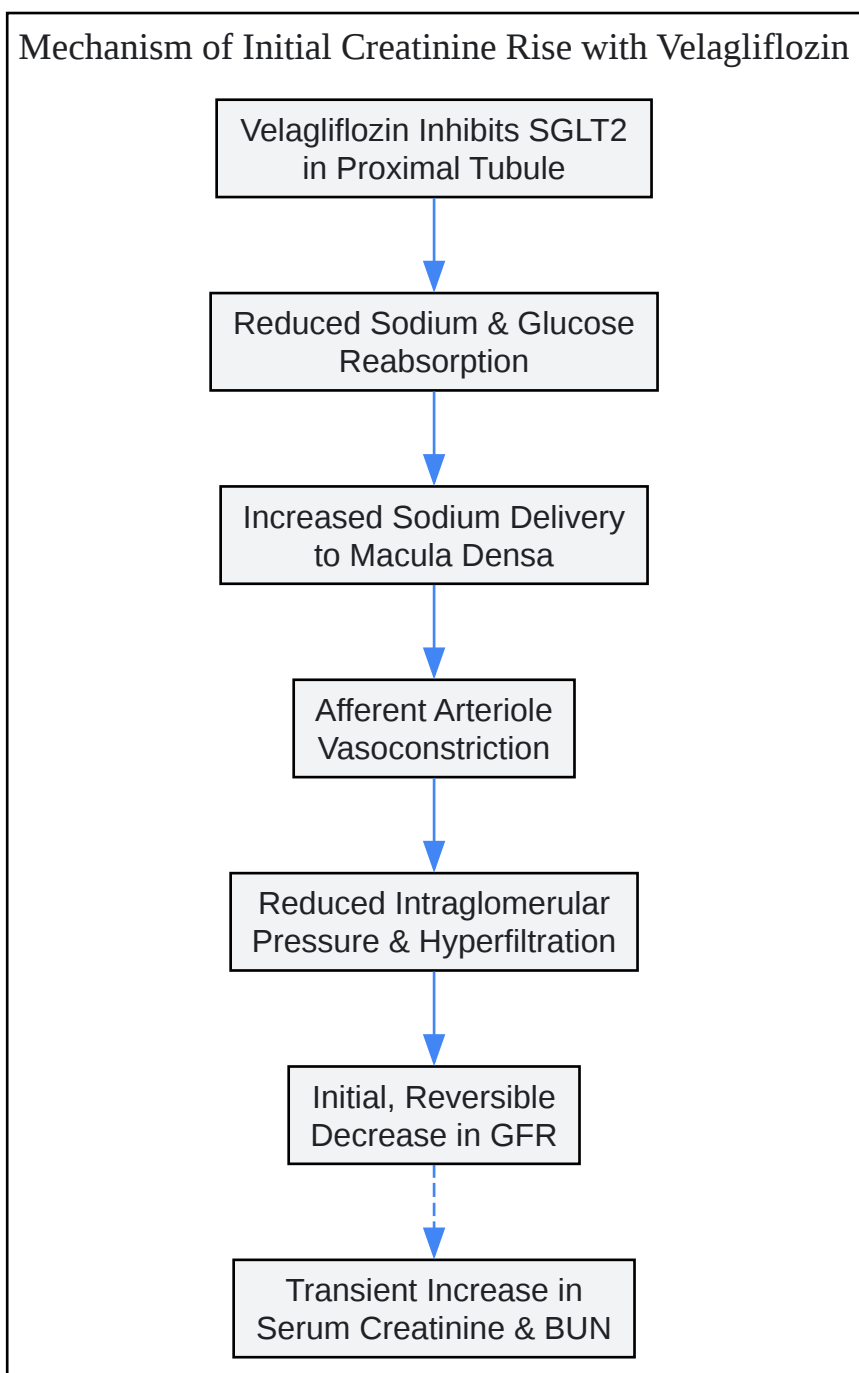 Mechanism of Initial Creatinine Rise with Velagliflozin
Velagliflozin Inhibits SGLT2
in Proximal Tubule
Reduced Sodium & Glucose
Reabsorption
Increased Sodium Delivery
to Macula Densa
Afferent Arteriole
Vasoconstriction
Reduced Intraglomerular
Pressure & Hyperfiltration
Initial, Reversible
Decrease in GFR
Transient Increase in
Serum Creatinine & BUN